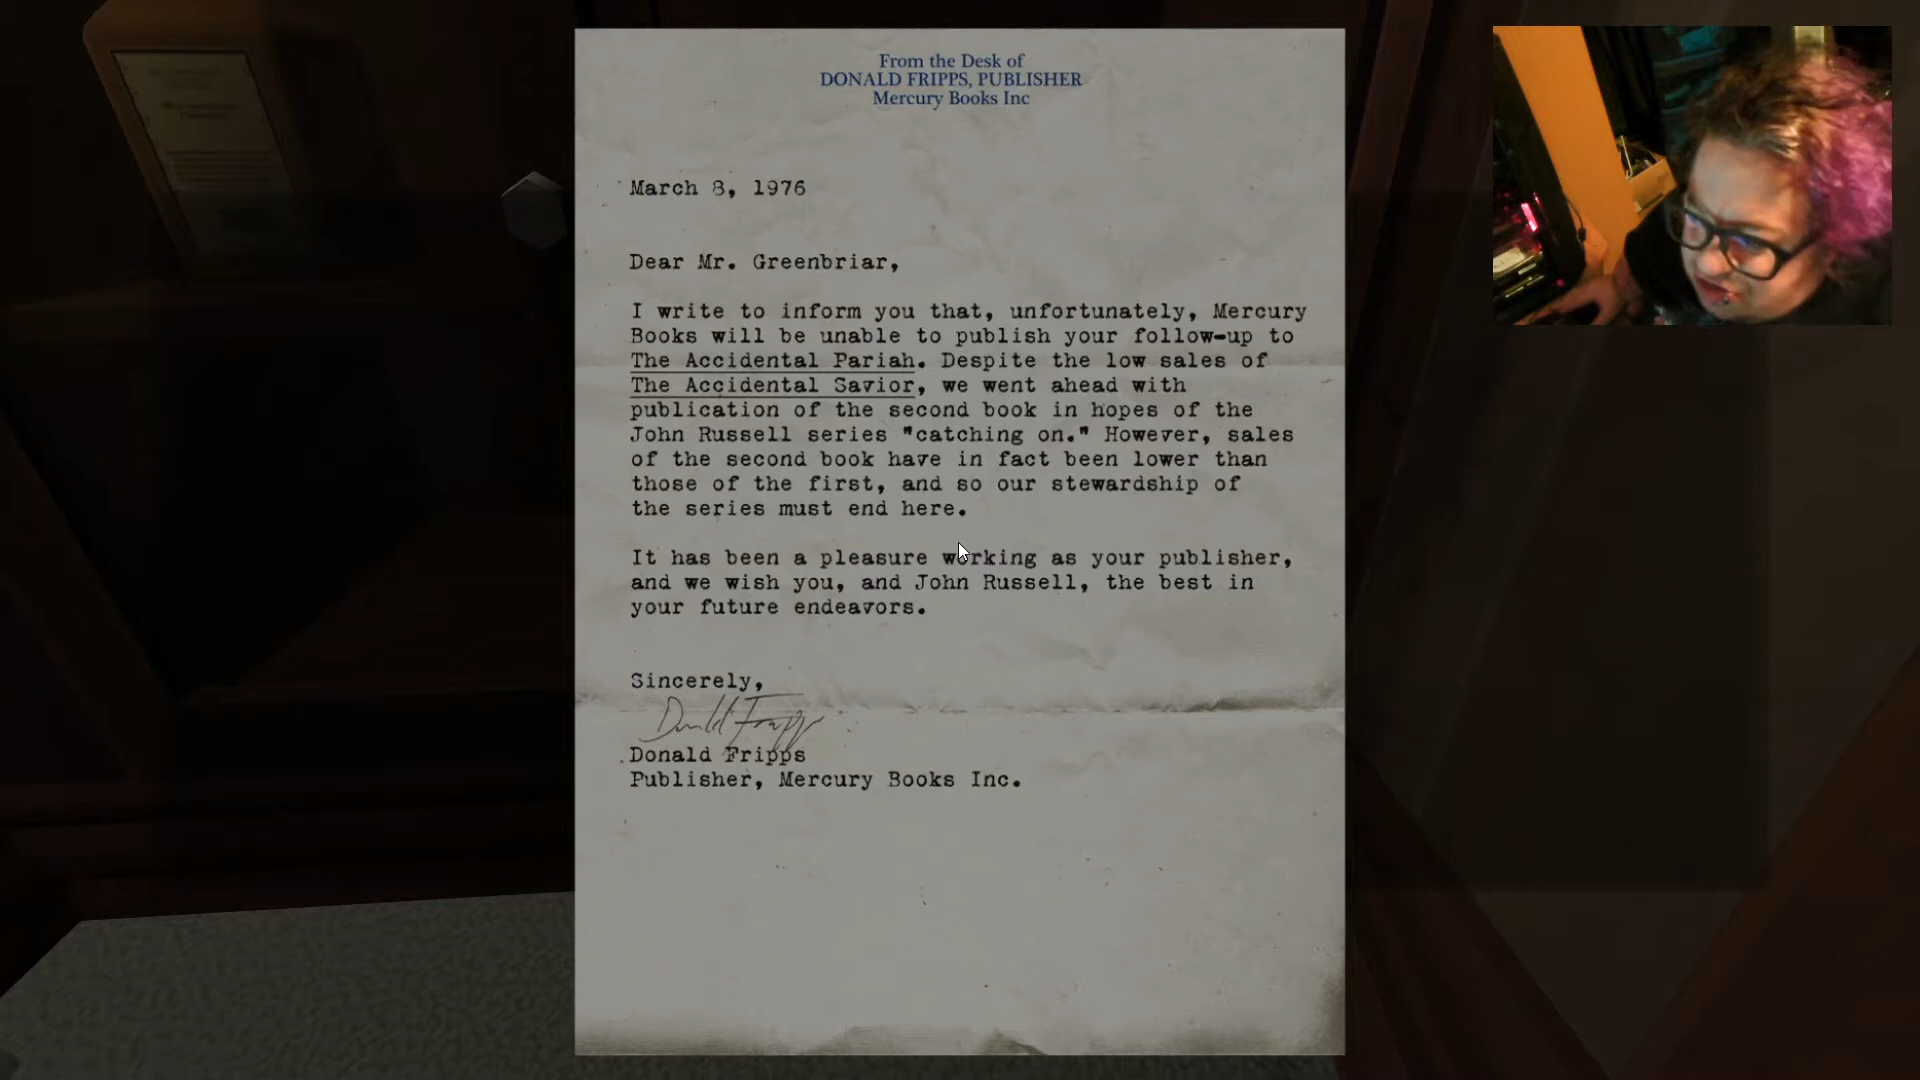 From the Desk of
DONALD FRIPPS, PUBLISHER
Mercury Books Inc
March 8, 1976
Dear Mr. Greenbriar,
I write to inform you that, unfortunately, Mercury
Books will be unable to publish your follow-up to
The Accidental Pariah. Despite the low sales of
The Accidental Savior, we went ahead with
publication of the second book in hopes of the
John Russell series "catching on." However, sales
of the second book have in fact been lower than
those of the first, and so our stewardship of
the series must end here.
It has been a pleasure working as your publisher,
and we wish you, and John Russell, the best in
your future endeavors.
Sincerely,
Donald Fripps
Donald Fripps
Publisher, Mercury Books Inc.